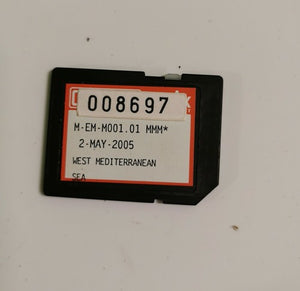 008697
M-EM-M001.01 MMM*
2-MAY-2005
WEST MEDITERRANEAN
SEA